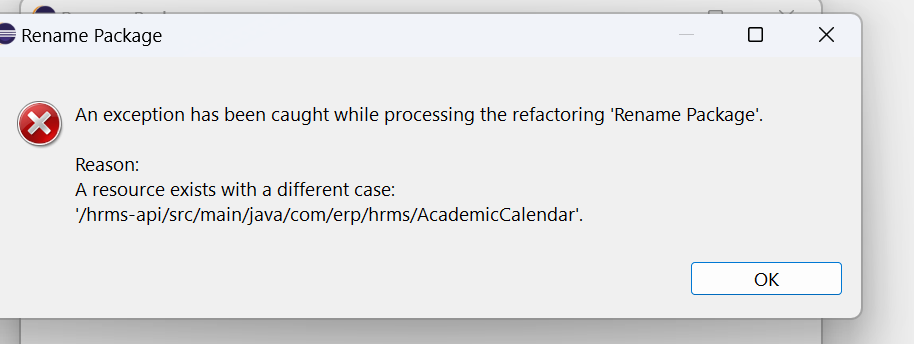 Rename Package
An exception has been caught while processing the refactoring 'Rename Package'.
Reason:
A resource exists with a different case:
'/hrms-api/src/main/java/com/erp/hrms/AcademicCalendar'.
OK